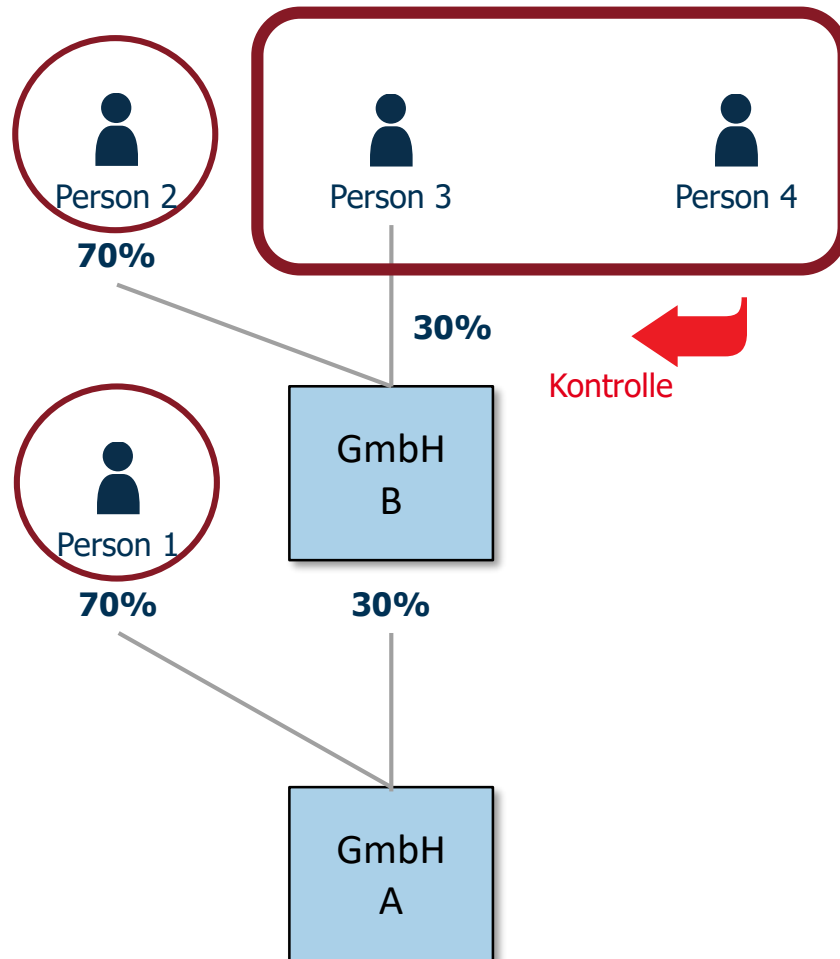 Person 2
Person 3
Person 4
70%
30%
Kontrolle
GmbH
B
Person 1
70%
30%
GmbH
A